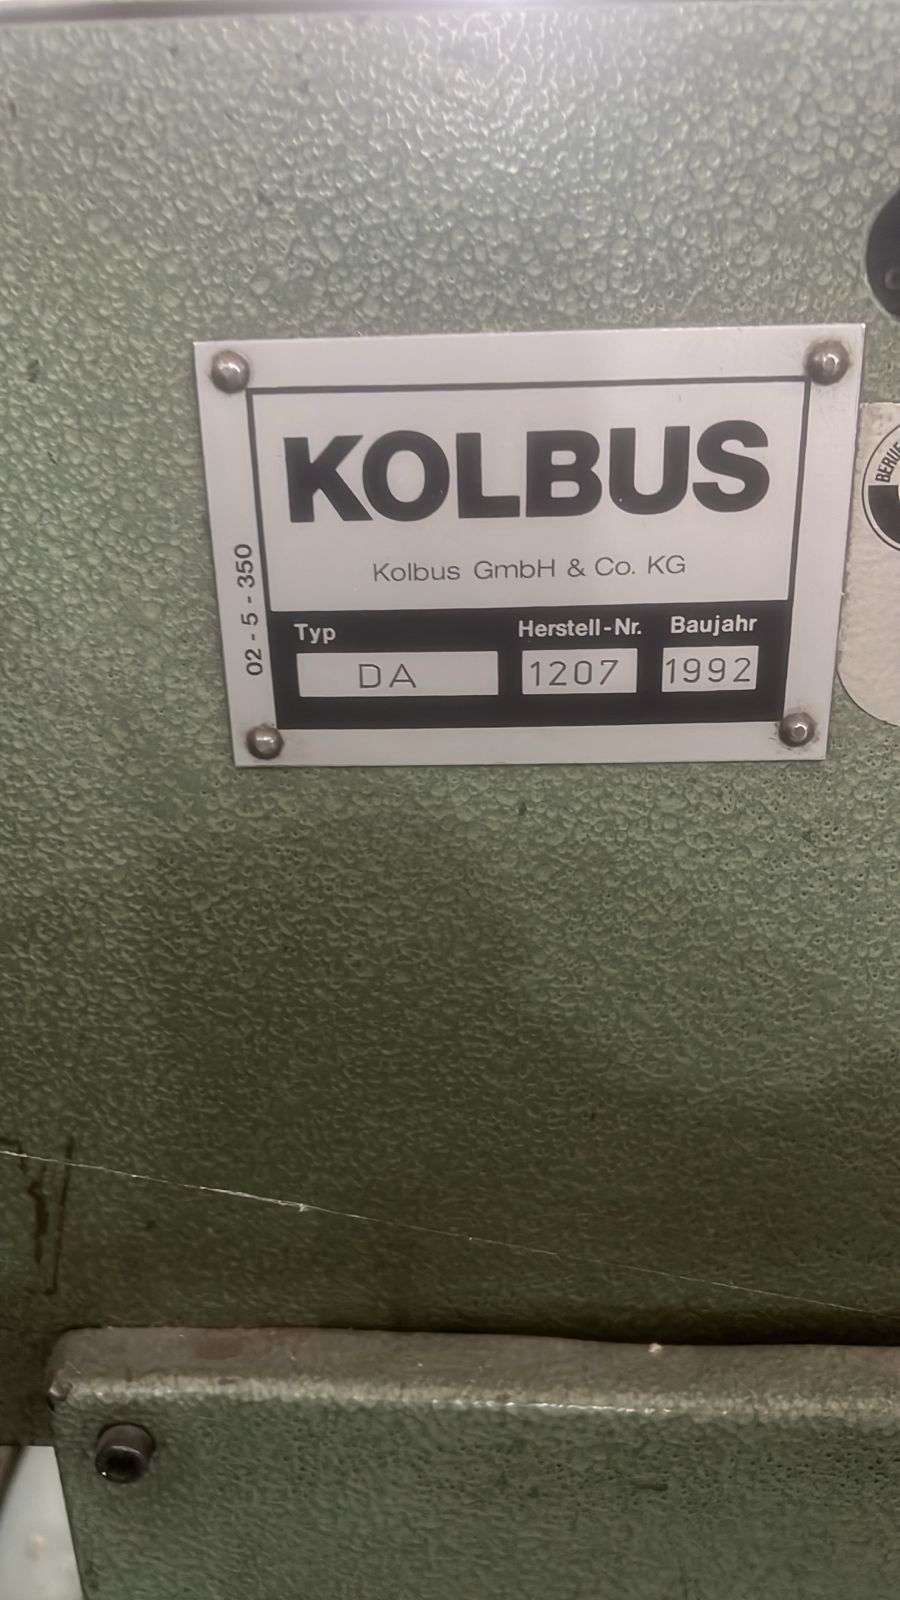 KOLBUS
Kolbus GmbH & Co. KG
02-5-350
Typ Herstell-Nr. Baujahr
DA 1207 1992